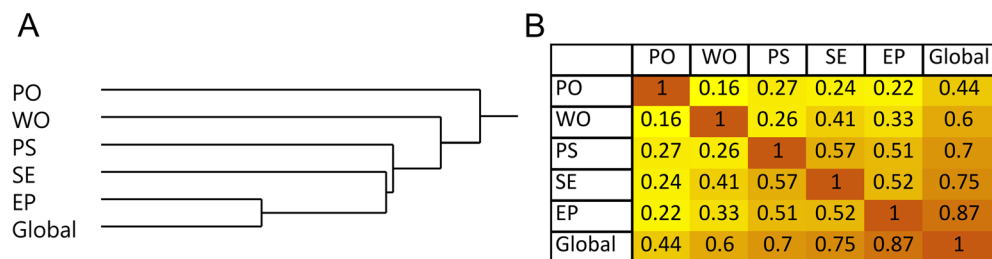 A
PO
WO
PS
SE
EP
Global
B
PO WO PS SE EP Global
PO 1 0.16 0.27 0.24 0.22 0.44
WO 0.16 1 0.26 0.41 0.33 0.6
PS 0.27 0.26 1 0.57 0.51 0.7
SE 0.24 0.41 0.57 1 0.52 0.75
EP 0.22 0.33 0.51 0.52 1 0.87
Global 0.44 0.6 0.7 0.75 0.87 1